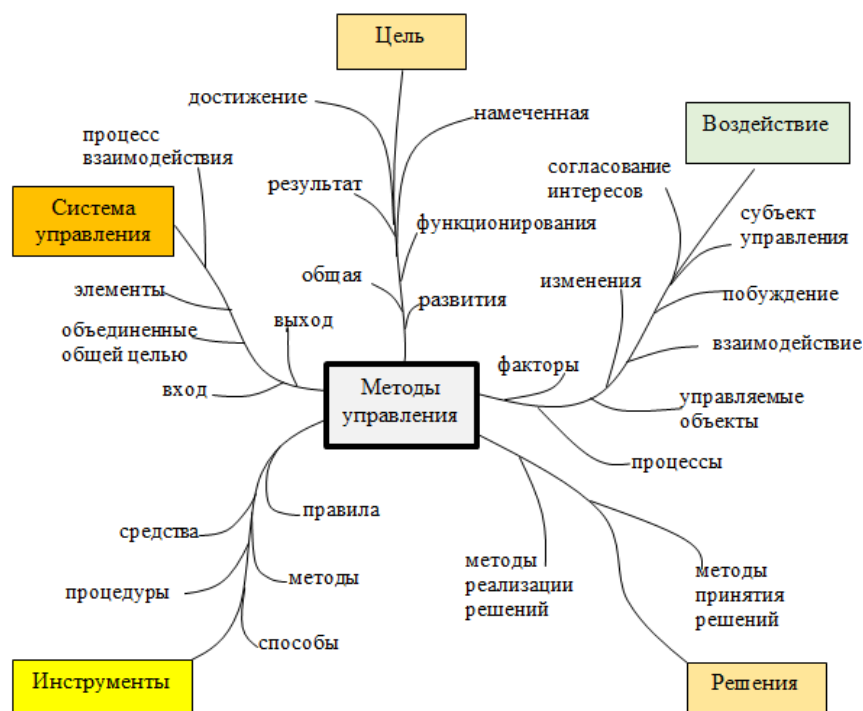 Цель
достижение
намеченная
процесс
взаимодействия
результат
функционирования
общая
развития
Воздействие
согласование
интересов
субъект
управления
изменения
побуждение
взаимодействие
факторы
управляемые
объекты
процессы
Система
управления
элементы
объединенные
общей целью
выход
вход
Методы
управления
правила
средства
методы
процедуры
способы
Инструменты
методы
реализации
решений
методы
принятия
решений
Решения